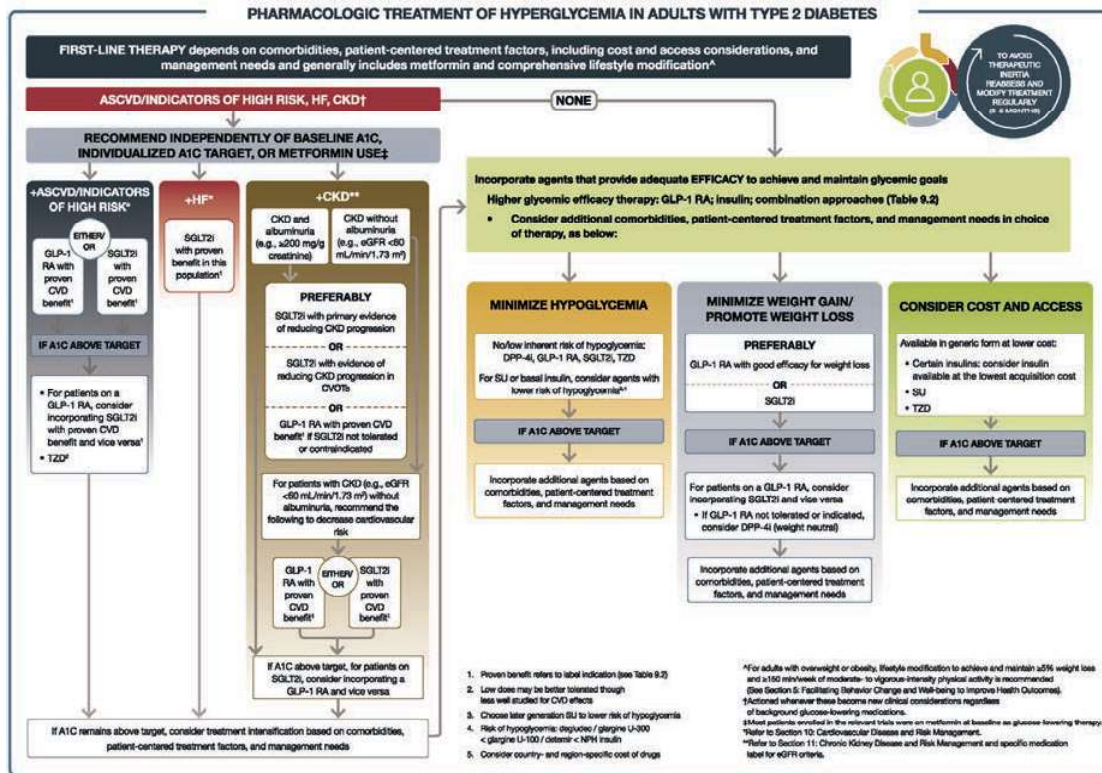 PHARMACOLOGIC TREATMENT OF HYPERGLYCEMIA IN ADULTS WITH TYPE 2 DIABETES
FIRST-LINE THERAPY depends on comorbidities, patient-centered treatment factors, including cost and access considerations, and
management needs and generally includes metformin and comprehensive lifestyle modification^
TO AVOID
THERAPEUTIC
INERTIA
REASSESS AND
MODIFY TREATMENT
REGULARLY
ASCVD/INDICATORS OF HIGH RISK, HF, CKD†
NONE
RECOMMEND INDEPENDENTLY OF BASELINE A1C,
INDIVIDUALIZED A1C TARGET, OR METFORMIN USE‡
+ASCVD/INDICATORS
OF HIGH RISK*
EITHER/
OR
GLP-1
RA with
proven
CVD
benefit¹
SGLT2i
with
proven
CVD
benefit¹
IF A1C ABOVE TARGET
• For patients on a
GLP-1 RA, consider
incorporating SGLT2i
with proven CVD
benefit and vice versa¹
• TZD²
+HF*
SGLT2i
with proven
benefit in this
population¹
+CKD**
CKD and
albuminuria
(e.g., ≥200 mg/g
creatinine)
CKD without
albuminuria
(e.g., eGFR <60
mL/min/1.73 m²)
PREFERABLY
SGLT2i with primary evidence
of reducing CKD progression
OR
SGLT2i with evidence of
reducing CKD progression in
CVOTs
OR
GLP-1 RA with proven CVD
benefit¹ if SGLT2i not tolerated
or contraindicated
For patients with CKD (e.g., eGFR
<60 mL/min/1.73 m²) without
albuminuria, recommend the
following to decrease cardiovascular
risk
EITHER/
OR
GLP-1
RA with
proven
CVD
benefit¹
SGLT2i
with
proven
CVD
benefit¹
If A1C above target, for patients on
SGLT2i, consider incorporating a
GLP-1 RA and vice versa
If A1C remains above target, consider treatment intensification based on comorbidities,
patient-centered treatment factors, and management needs
Incorporate agents that provide adequate EFFICACY to achieve and maintain glycemic goals
Higher glycemic efficacy therapy: GLP-1 RA; insulin; combination approaches (Table 9.2)
• Consider additional comorbidities, patient-centered treatment factors, and management needs in choice
of therapy, as below:
MINIMIZE HYPOGLYCEMIA
No/low inherent risk of hypoglycemia:
DPP-4i, GLP-1 RA, SGLT2i, TZD
For SU or basal insulin, consider agents with
lower risk of hypoglycemia
IF A1C ABOVE TARGET
Incorporate additional agents based on
comorbidities, patient-centered treatment
factors, and management needs
MINIMIZE WEIGHT GAIN/
PROMOTE WEIGHT LOSS
PREFERABLY
GLP-1 RA with good efficacy for weight loss
OR
SGLT2i
IF A1C ABOVE TARGET
For patients on a GLP-1 RA, consider
incorporating SGLT2i and vice versa
• If GLP-1 RA not tolerated or indicated,
consider DPP-4i (weight neutral)
Incorporate additional agents based on
comorbidities, patient-centered treatment
factors, and management needs
CONSIDER COST AND ACCESS
Available in generic form at lower cost:
• Certain insulins: consider insulin
available at the lowest acquisition cost
• SU
• TZD
IF A1C ABOVE TARGET
Incorporate additional agents based on
comorbidities, patient-centered treatment
factors, and management needs
1. Proven benefit refers to label indication (see Table 9.2)
2. Low dose may be better tolerated though
less well studied for CVD effects
3. Choose later generation SU to lower risk of hypoglycemia
4. Risk of hypoglycemia: degludec / glargine U-300
< glargine U-100 / detemir < NPH insulin
5. Consider country- and region-specific cost of drugs
^For adults with overweight or obesity, lifestyle modification to achieve and maintain ≥5% weight loss
and ≥150 min/week of moderate- to vigorous-intensity physical activity is recommended
(See Section 5: Facilitating Behavior Change and Well-being to Improve Health Outcomes).
†Actioned whenever these become new clinical considerations regardless
of background glucose-lowering medications.
‡Most patients enrolled in the relevant trials were on metformin at baseline as glucose-lowering therapy.
*Refer to Section 10: Cardiovascular Disease and Risk Management.
**Refer to Section 11: Chronic Kidney Disease and Risk Management and specific medication
label for eGFR criteria.